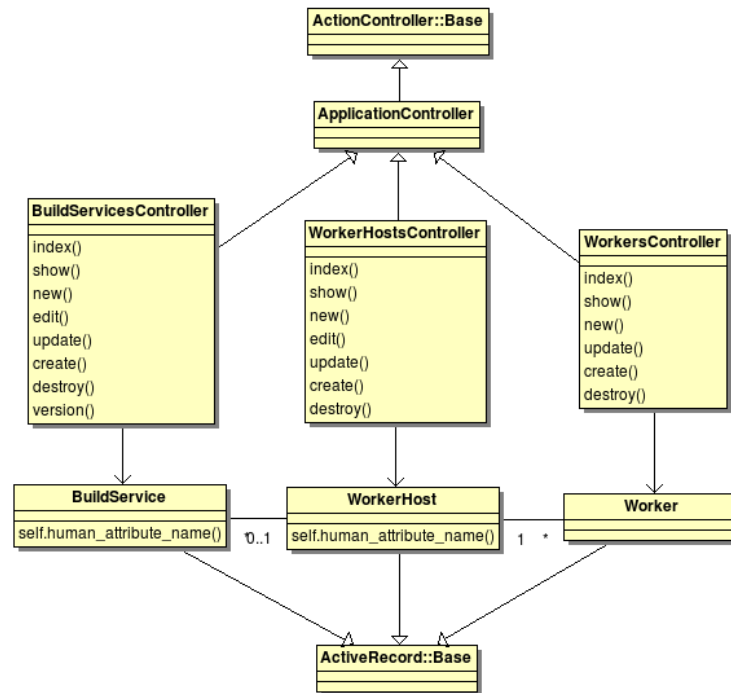 ActionController::Base
ApplicationController
BuildServicesController
index()
show()
new()
edit()
update()
create()
destroy()
version()
WorkerHostsController
index()
show()
new()
edit()
update()
create()
destroy()
WorkersController
index()
show()
new()
update()
create()
destroy()
BuildService
self.human_attribute_name()
* 0..1
WorkerHost
self.human_attribute_name()
1 *
Worker
ActiveRecord::Base